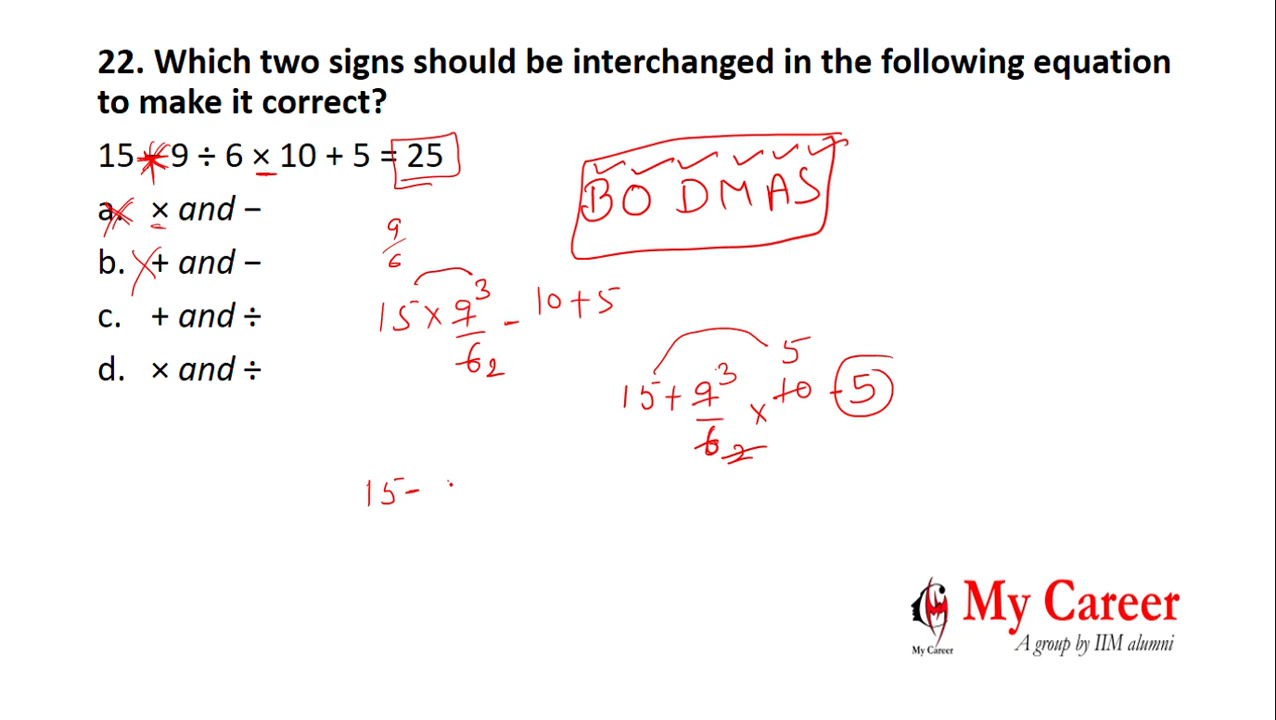 22. Which two signs should be interchanged in the following equation
to make it correct?
15 9 ÷ 6 × 10 + 5 = 25
a. × and −
b. + and −
c. + and ÷
d. × and ÷
BODMAS
9
6
15 × 9 3 - 10 + 5
6 2
15 + 9 3 × 10 5 - 5
6 2
15 -
My Career
A group by IIM alumni
My Career